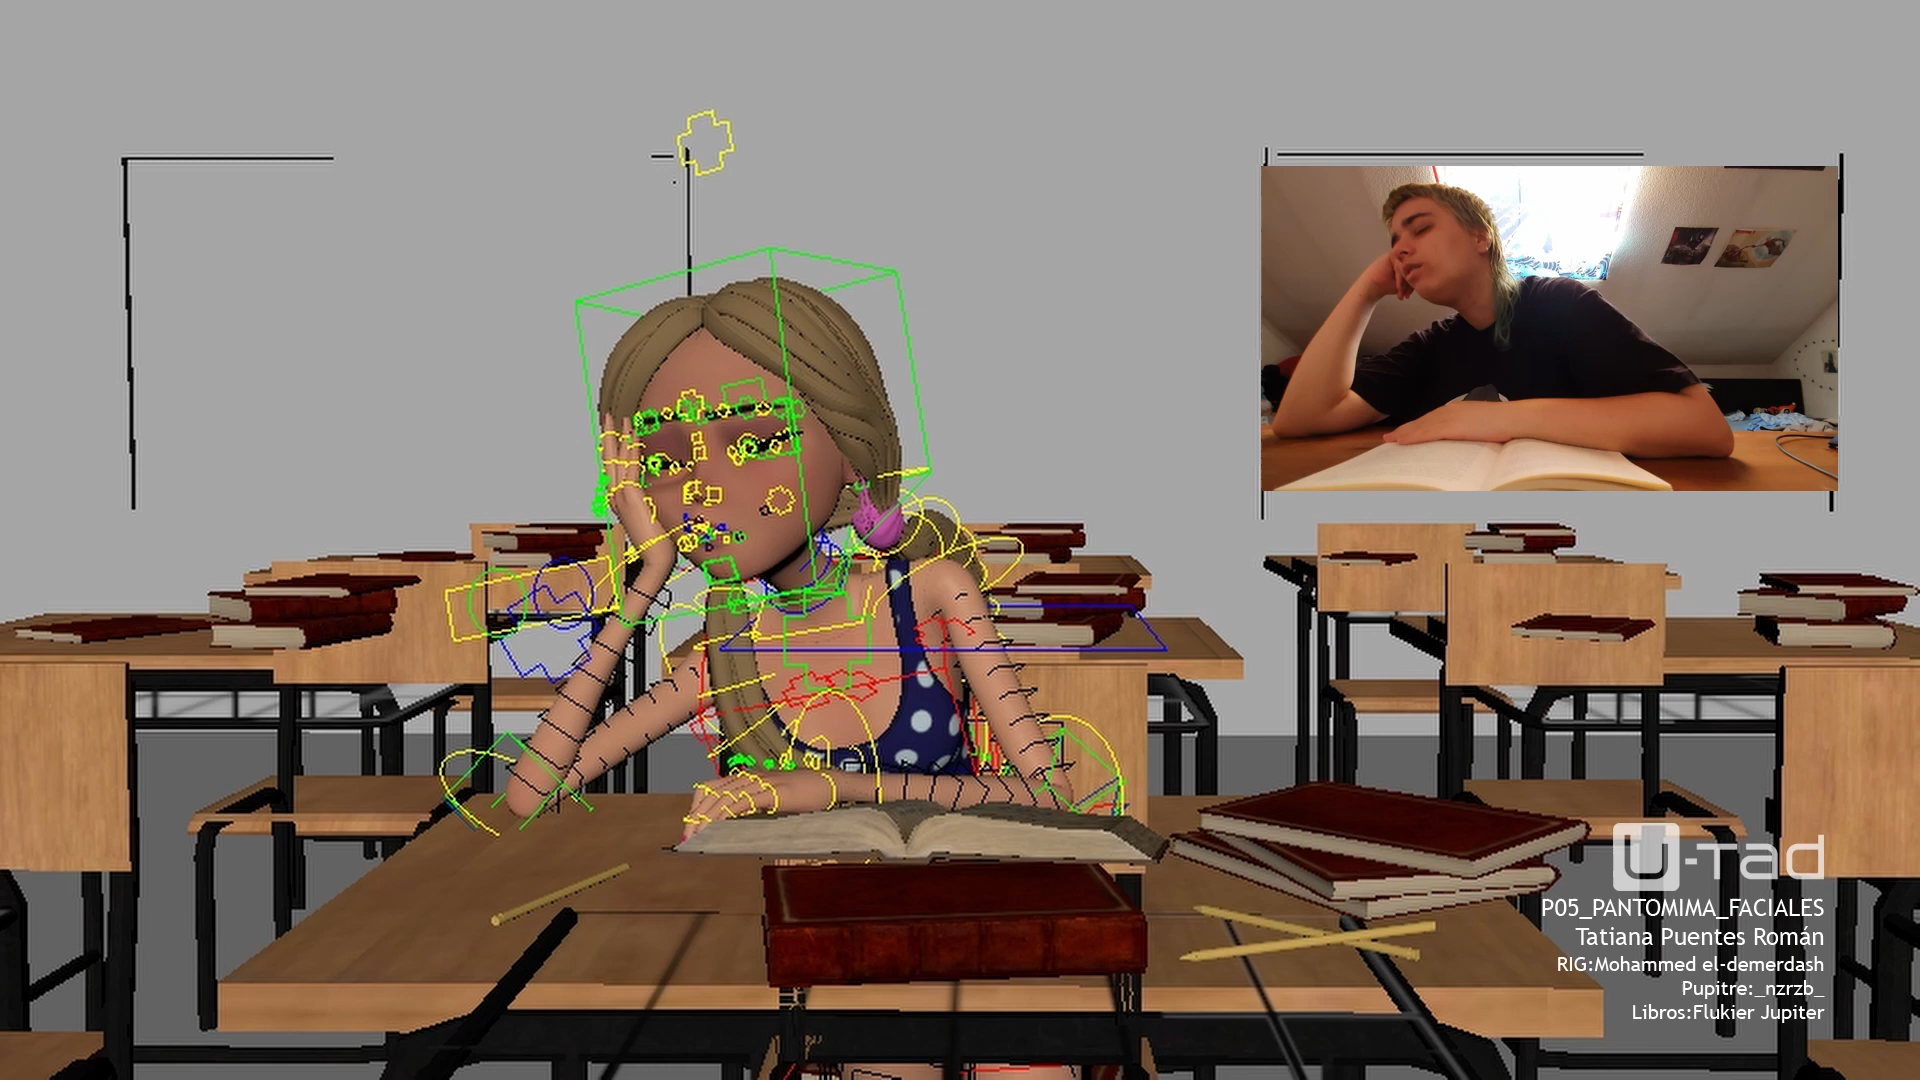 U-Tad
P05_PANTOMIMA_FACIALES
Tatiana Puentes Román
RIG:Mohammed el-demerdash
Pupitre:_nzrzb_
Libros:Flukier Jupiter